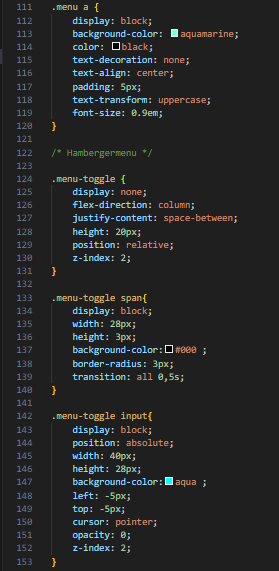 111 .menu a {
112 display: block;
113 background-color: aquamarine;
114 color: black;
115 text-decoration: none;
116 text-align: center;
117 padding: 5px;
118 text-transform: uppercase;
119 font-size: 0.9em;
120 }
121
122 /* Hambergermenu */
123
124 .menu-toggle {
125 display: none;
126 flex-direction: column;
127 justify-content: space-between;
128 height: 20px;
129 position: relative;
130 z-index: 2;
131 }
132
133 .menu-toggle span{
134 display: block;
135 width: 28px;
136 height: 3px;
137 background-color:#000 ;
138 border-radius: 3px;
139 transition: all 0,5s;
140 }
141
142 .menu-toggle input{
143 display: block;
144 position: absolute;
145 width: 40px;
146 height: 28px;
147 background-color:aqua ;
148 left: -5px;
149 top: -5px;
150 cursor: pointer;
151 opacity: 0;
152 z-index: 2;
153 }